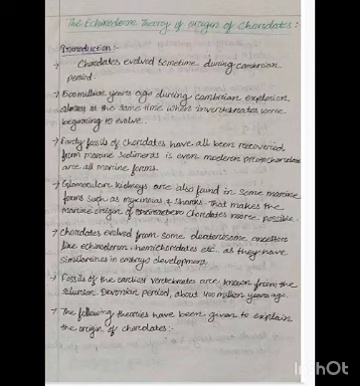 The Echinoderm Theory of Origin of Chordates :
Introduction :-
→ Chordates evolved sometime during cambrian
period.
→ 500 million years ago during cambrian explosion,
at the same time when invertebrates were
beginning to evolve.
→ Early fossils of chordates have all been recovered
from marine sediments is even modern protochordates
are all marine forms.
→ Glomerular kidneys are also found in some marine
forms such as myxinoids & sharks. That makes the
marine origin of chordates more possible.
→ Chordates evolved from some deuterostome ancestors
like echinoderm, hemichordates etc. as they have
similarities in embryo development.
→ Fossils of the earliest vertebrates are known from the
Silurian Devonian period, about 400 million years ago.
→ The following theories have been given to explain
the origin of chordates :-
InShOt